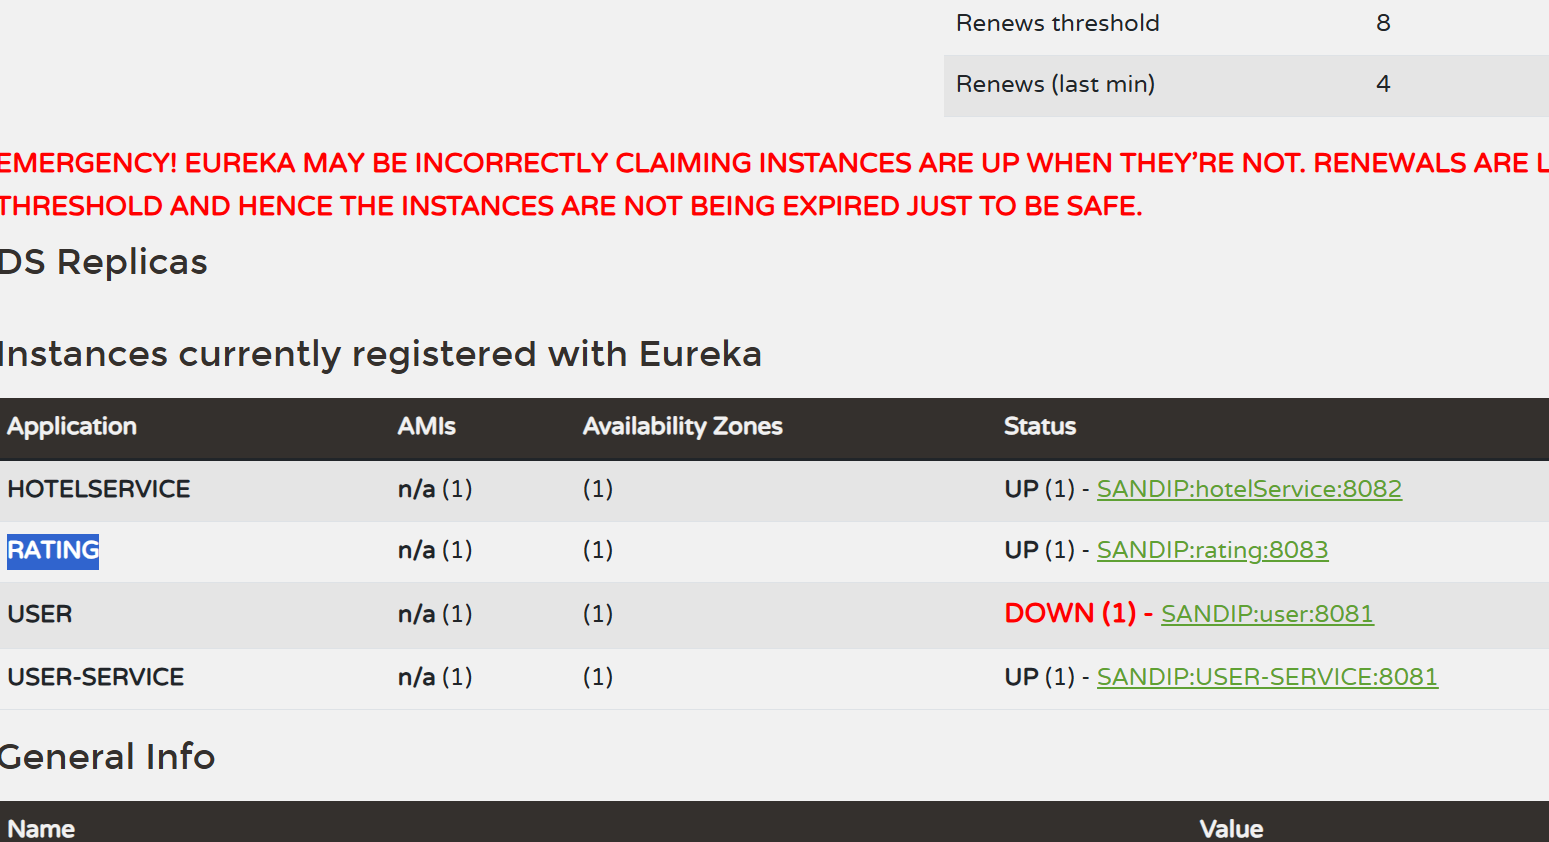 Renews threshold 8
Renews (last min) 4
EMERGENCY! EUREKA MAY BE INCORRECTLY CLAIMING INSTANCES ARE UP WHEN THEY’RE NOT. RENEWALS ARE
THRESHOLD AND HENCE THE INSTANCES ARE NOT BEING EXPIRED JUST TO BE SAFE.
DS Replicas
Instances currently registered with Eureka
Application AMIs Availability Zones Status
HOTELSERVICE n/a (1) (1) UP (1) - SANDIP:hotelService:8082
RATING n/a (1) (1) UP (1) - SANDIP:rating:8083
USER n/a (1) (1) DOWN (1) - SANDIP:user:8081
USER-SERVICE n/a (1) (1) UP (1) - SANDIP:USER-SERVICE:8081
General Info
Name Value